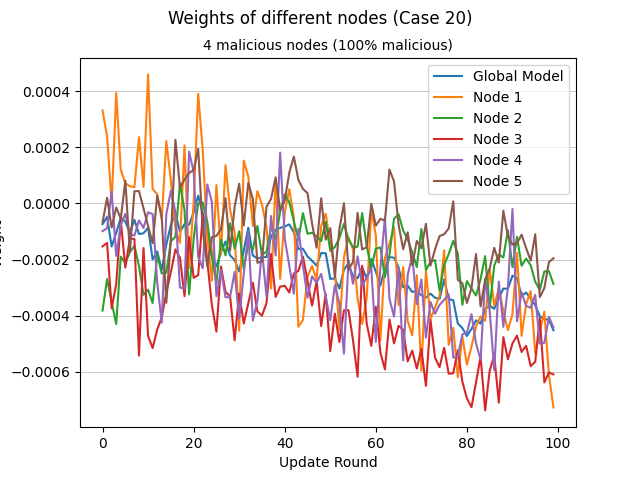 Weights of different nodes (Case 20)
4 malicious nodes (100% malicious)
Global Model
Node 1
Node 2
Node 3
Node 4
Node 5
0.0004
0.0002
0.0000
−0.0002
−0.0004
−0.0006
0 20 40 60 80 100
Update Round